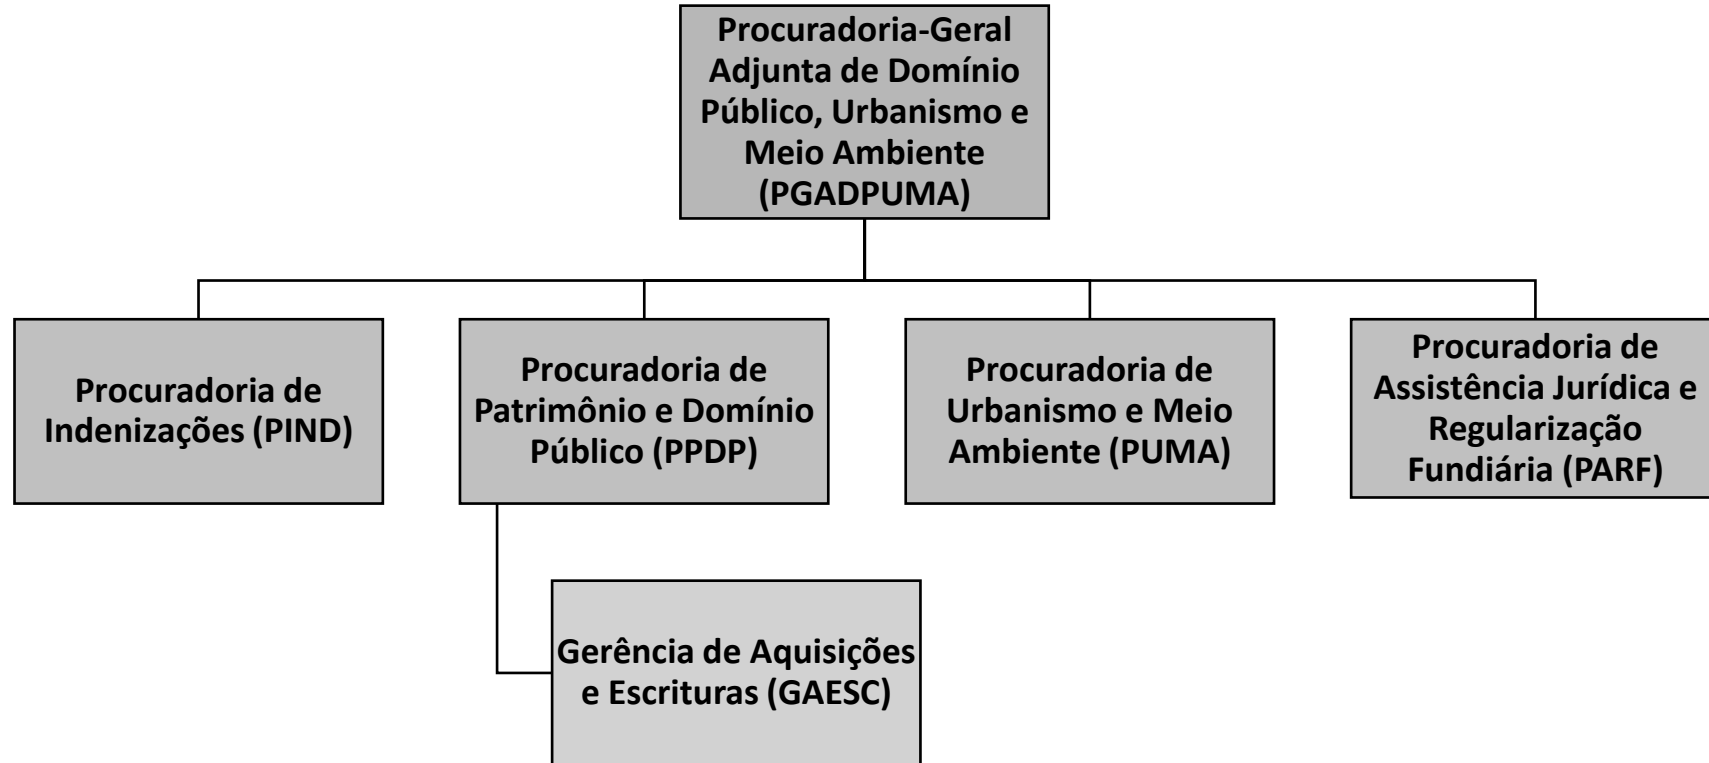 Procuradoria-Geral
Adjunta de Domínio
Público, Urbanismo e
Meio Ambiente
(PGADPUMA)
Procuradoria de
Indenizações (PIND)
Procuradoria de
Patrimônio e Domínio
Público (PPDP)
Procuradoria de
Urbanismo e Meio
Ambiente (PUMA)
Procuradoria de
Assistência Jurídica e
Regularização
Fundiária (PARF)
Gerência de Aquisições
e Escrituras (GAESC)